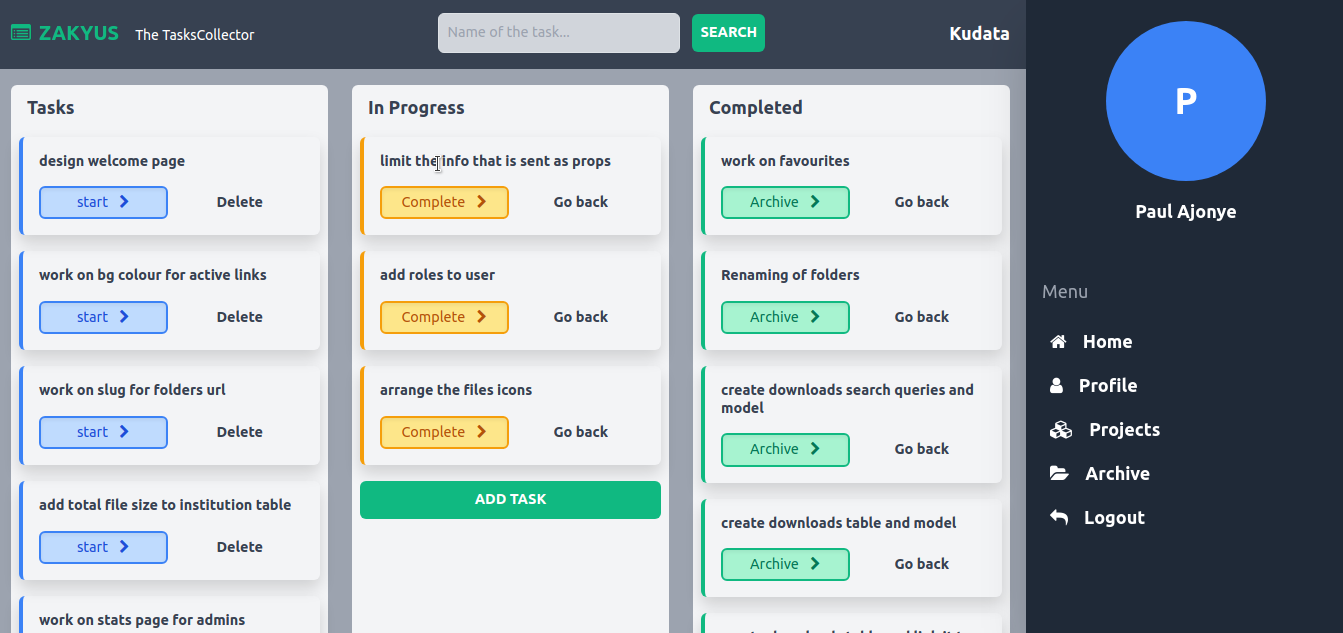 ZAKYUS The TasksCollector
Name of the task...
SEARCH
Kudata
Tasks
design welcome page
start
Delete
work on bg colour for active links
start
Delete
work on slug for folders url
start
Delete
add total file size to institution table
start
Delete
work on stats page for admins
In Progress
limit the info that is sent as props
Complete
Go back
add roles to user
Complete
Go back
arrange the files icons
Complete
Go back
ADD TASK
Completed
work on favourites
Archive
Go back
Renaming of folders
Archive
Go back
create downloads search queries and
model
Archive
Go back
create downloads table and model
Archive
Go back
P
Paul Ajonye
Menu
Home
Profile
Projects
Archive
Logout